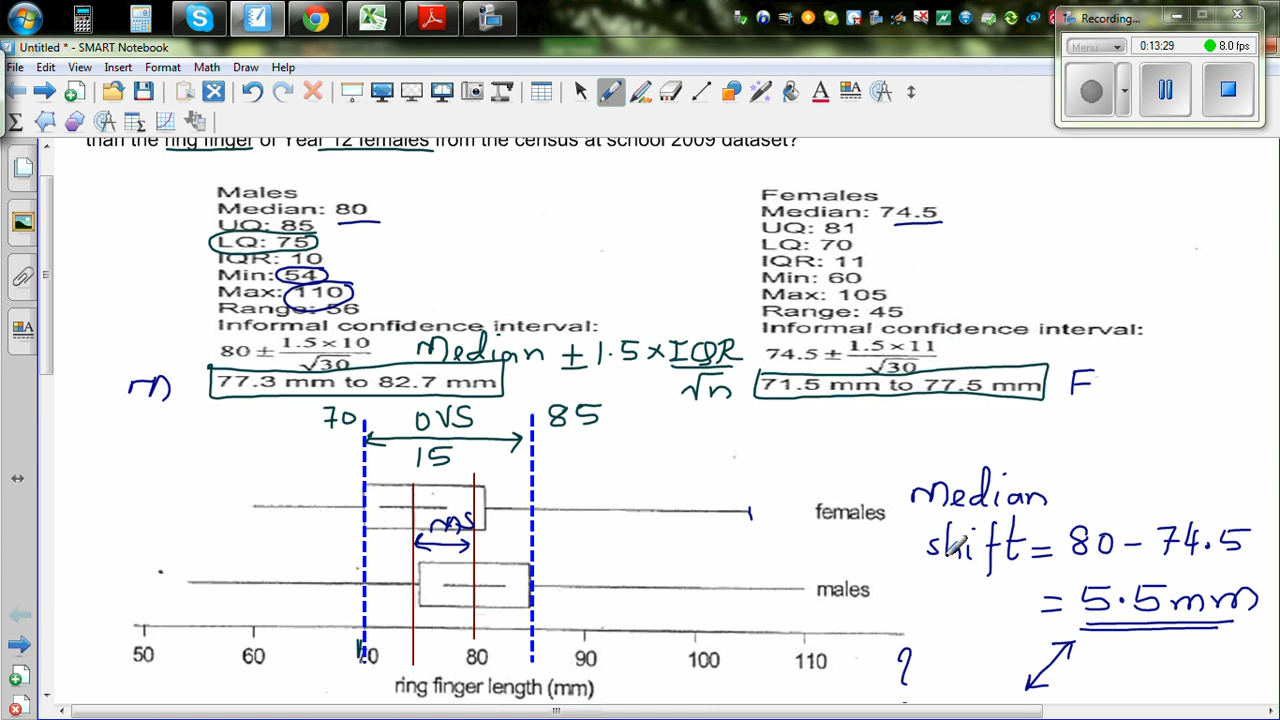 Recording...
Untitled * - SMART Notebook
Menu
0:13:29
8.0 fps
File Edit View Insert Format Math Draw Help
than the ring finger of Year 12 females from the census at school 2009 dataset?
Males
Median: 80
UQ: 85
LQ: 75
IQR: 10
Min: 54
Max: 110
Range: 56
Informal confidence interval:
80 ± 1.5 × 10 / √30
77.3 mm to 82.7 mm
Median ± 1.5 × IQR / √n
Females
Median: 74.5
UQ: 81
LQ: 70
IQR: 11
Min: 60
Max: 105
Range: 45
Informal confidence interval:
74.5 ± 1.5 × 11 / √30
71.5 mm to 77.5 mm
m
F
70 OVS 85
15
ms
females
males
Median
shift = 80 - 74.5
= 5.5mm
?
50 60 70 80 90 100 110
ring finger length (mm)